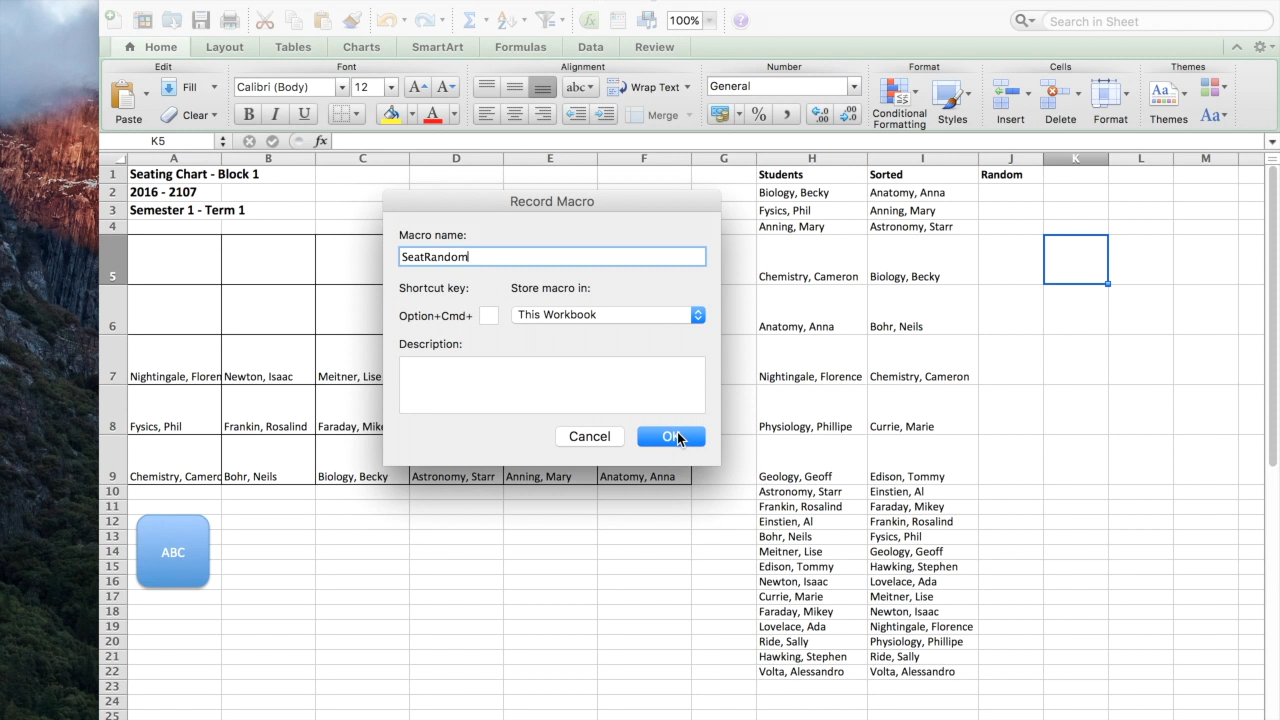 100%
Search in Sheet
Home Layout Tables Charts SmartArt Formulas Data Review
Edit Font Alignment Number Format Cells Themes
Fill Calibri (Body) 12 A A abc Wrap Text General Aa
Paste Clear B I U A Merge % Conditional Formatting Styles Insert Delete Format Themes Aa
K5 fx
A B C D E F G H I J K L M
1 Seating Chart - Block 1 Students Sorted Random
2 2016 - 2107 Biology, Becky Anatomy, Anna
3 Semester 1 - Term 1 Fysics, Phil Anning, Mary
4 Anning, Mary Astronomy, Starr
5 Chemistry, Cameron Biology, Becky
6 Anatomy, Anna Bohr, Neils
7 Nightingale, Floren Newton, Isaac Meitner, Lise Nightingale, Florence Chemistry, Cameron
8 Fysics, Phil Frankin, Rosalind Faraday, Mike Physiology, Phillipe Currie, Marie
9 Chemistry, Camero Bohr, Neils Biology, Becky Astronomy, Starr Anning, Mary Anatomy, Anna Geology, Geoff Edison, Tommy
10 Astronomy, Starr Einstien, Al
11 Frankin, Rosalind Faraday, Mikey
12 Einstien, Al Frankin, Rosalind
13 Bohr, Neils Fysics, Phil
14 Meitner, Lise Geology, Geoff
15 Edison, Tommy Hawking, Stephen
16 Newton, Isaac Lovelace, Ada
17 Currie, Marie Meitner, Lise
18 Faraday, Mikey Newton, Isaac
19 Lovelace, Ada Nightingale, Florence
20 Ride, Sally Physiology, Phillipe
21 Hawking, Stephen Ride, Sally
22 Volta, Alessandro Volta, Alessandro
23
24
25
ABC
Record Macro
Macro name:
SeatRandom
Shortcut key: Store macro in:
Option+Cmd+ This Workbook
Description:
Cancel OK